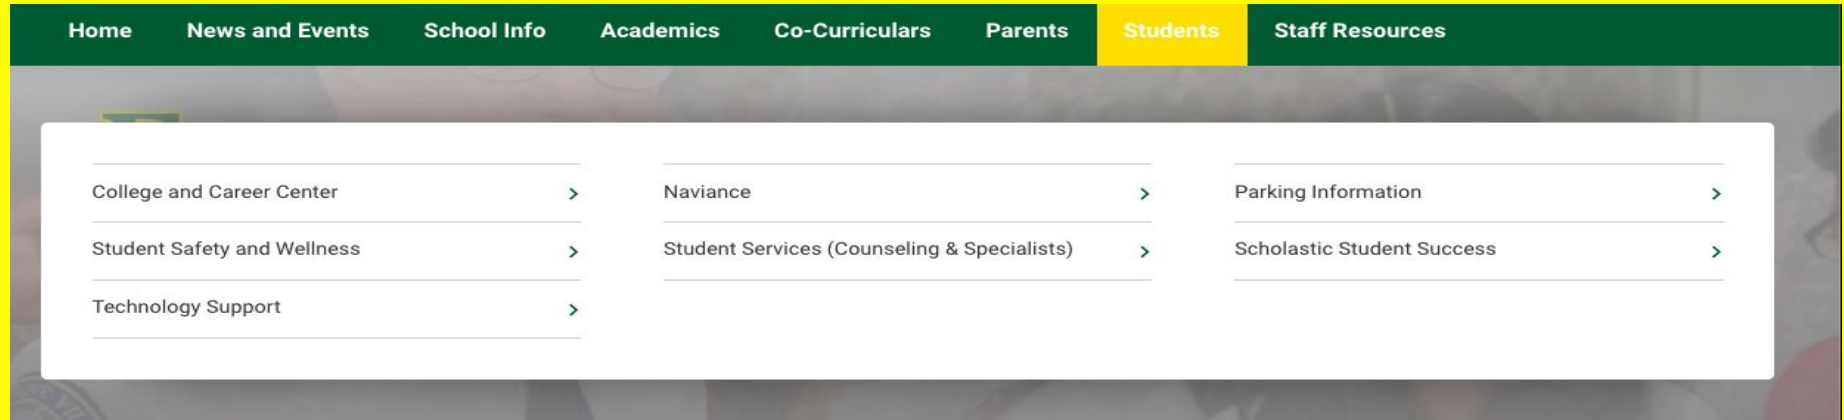 Home News and Events School Info Academics Co-Curriculars Parents Students Staff Resources
College and Career Center > Naviance > Parking Information >
Student Safety and Wellness > Student Services (Counseling & Specialists) > Scholastic Student Success >
Technology Support >